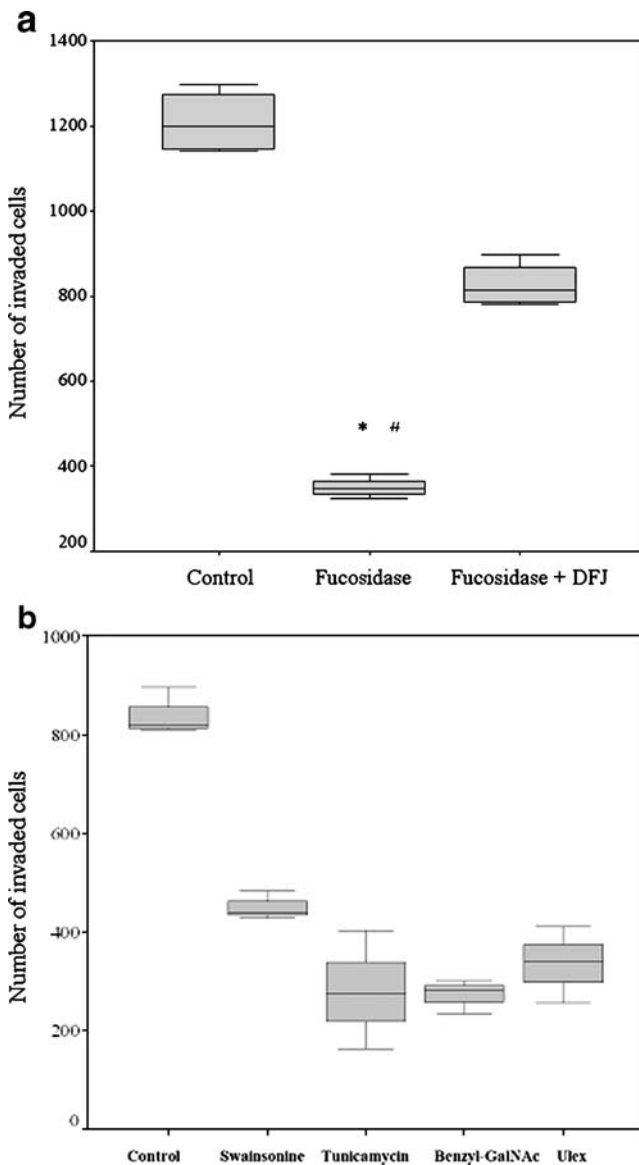 a
1400
1200
1000
800
600
400
200
Number of invaded cells
* #
Control Fucosidase Fucosidase + DFJ
b
1000
800
600
400
200
0
Number of invaded cells
Control Swainsonine Tunicamycin Benzyl-GalNAc Ulex